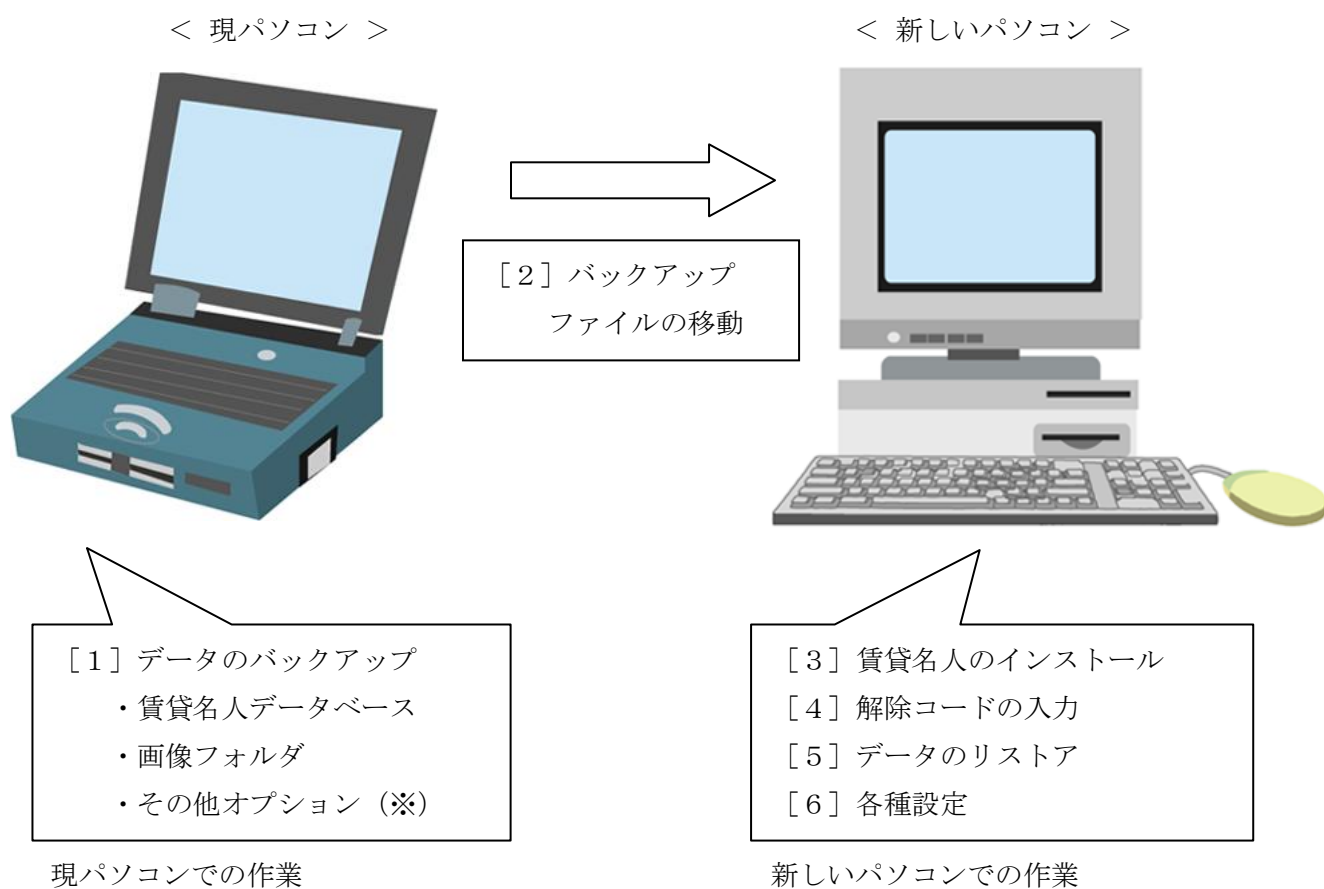 ＜ 現パソコン ＞
＜ 新しいパソコン ＞
［２］バックアップ
ファイルの移動
［１］データのバックアップ
・賃貸名人データベース
・画像フォルダ
・その他オプション（※）
現パソコンでの作業
［３］賃貸名人のインストール
［４］解除コードの入力
［５］データのリストア
［６］各種設定
新しいパソコンでの作業